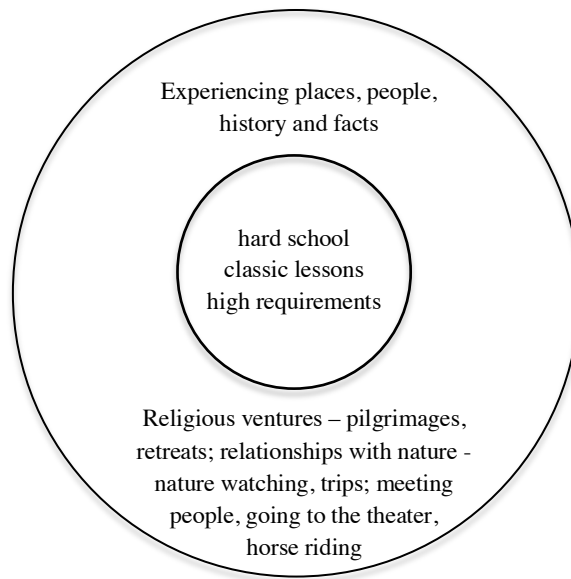 Experiencing places, people,
history and facts
hard school
classic lessons
high requirements
Religious ventures – pilgrimages,
retreats; relationships with nature -
nature watching, trips; meeting
people, going to the theater,
horse riding